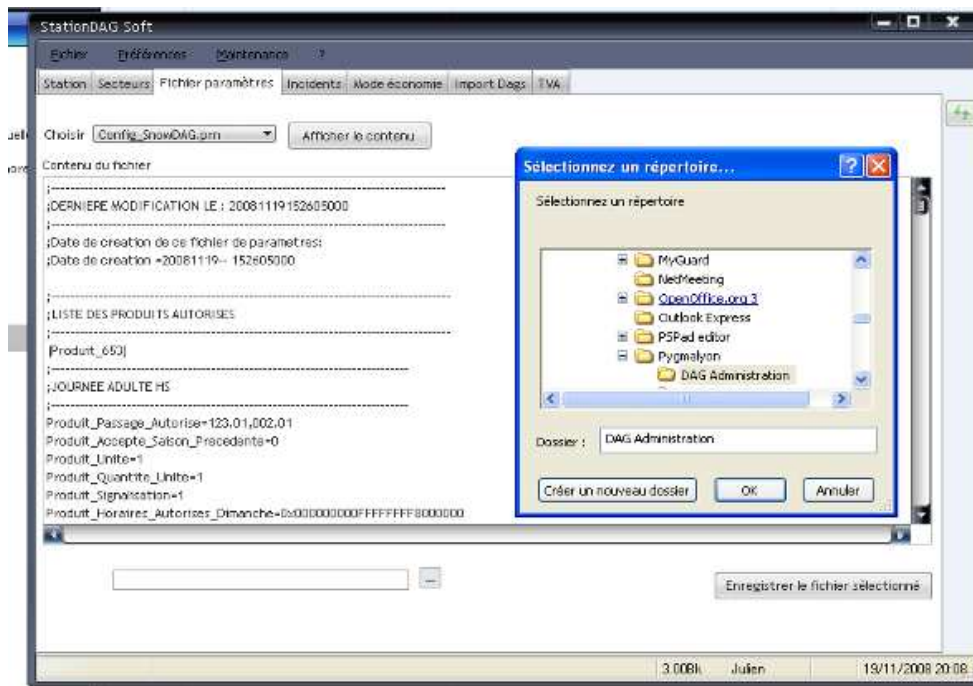 StationDAG Soft
Fichier Préférences Maintenance ?
Station Secteurs Fichier paramètres Incidents Mode économie Import Dags TVA
Choisir Config_SnowDAG.prn Afficher le contenu
Contenu du fichier
;DERNIERE MODIFICATION LE : 20081119152605000
;Date de creation de ce fichier de parametres:
;Date de creation =20081119-- 152605000
;LISTE DES PRODUITS AUTORISES
[Produit_653]
;JOURNEE ADULTE HS
Produit_Passage_Autorise=123,01,002,01
Produit_Accepte_Saison_Precedente=0
Produit_Unite=1
Produit_Quantite_Unite=1
Produit_Signalisation=1
Produit_Horaires_Autorises_Dimanche=0x000000000FFFFFFFF8000000
Sélectionnez un répertoire...
Sélectionnez un répertoire
MyGuard
NetMeeting
OpenOffice.org 3
Outlook Express
PSPad editor
Pygmalyon
DAG Administration
Dossier : DAG Administration
Créer un nouveau dossier OK Annuler
...
Enregistrer le fichier sélectionné
Julien 19/11/2008 20:08